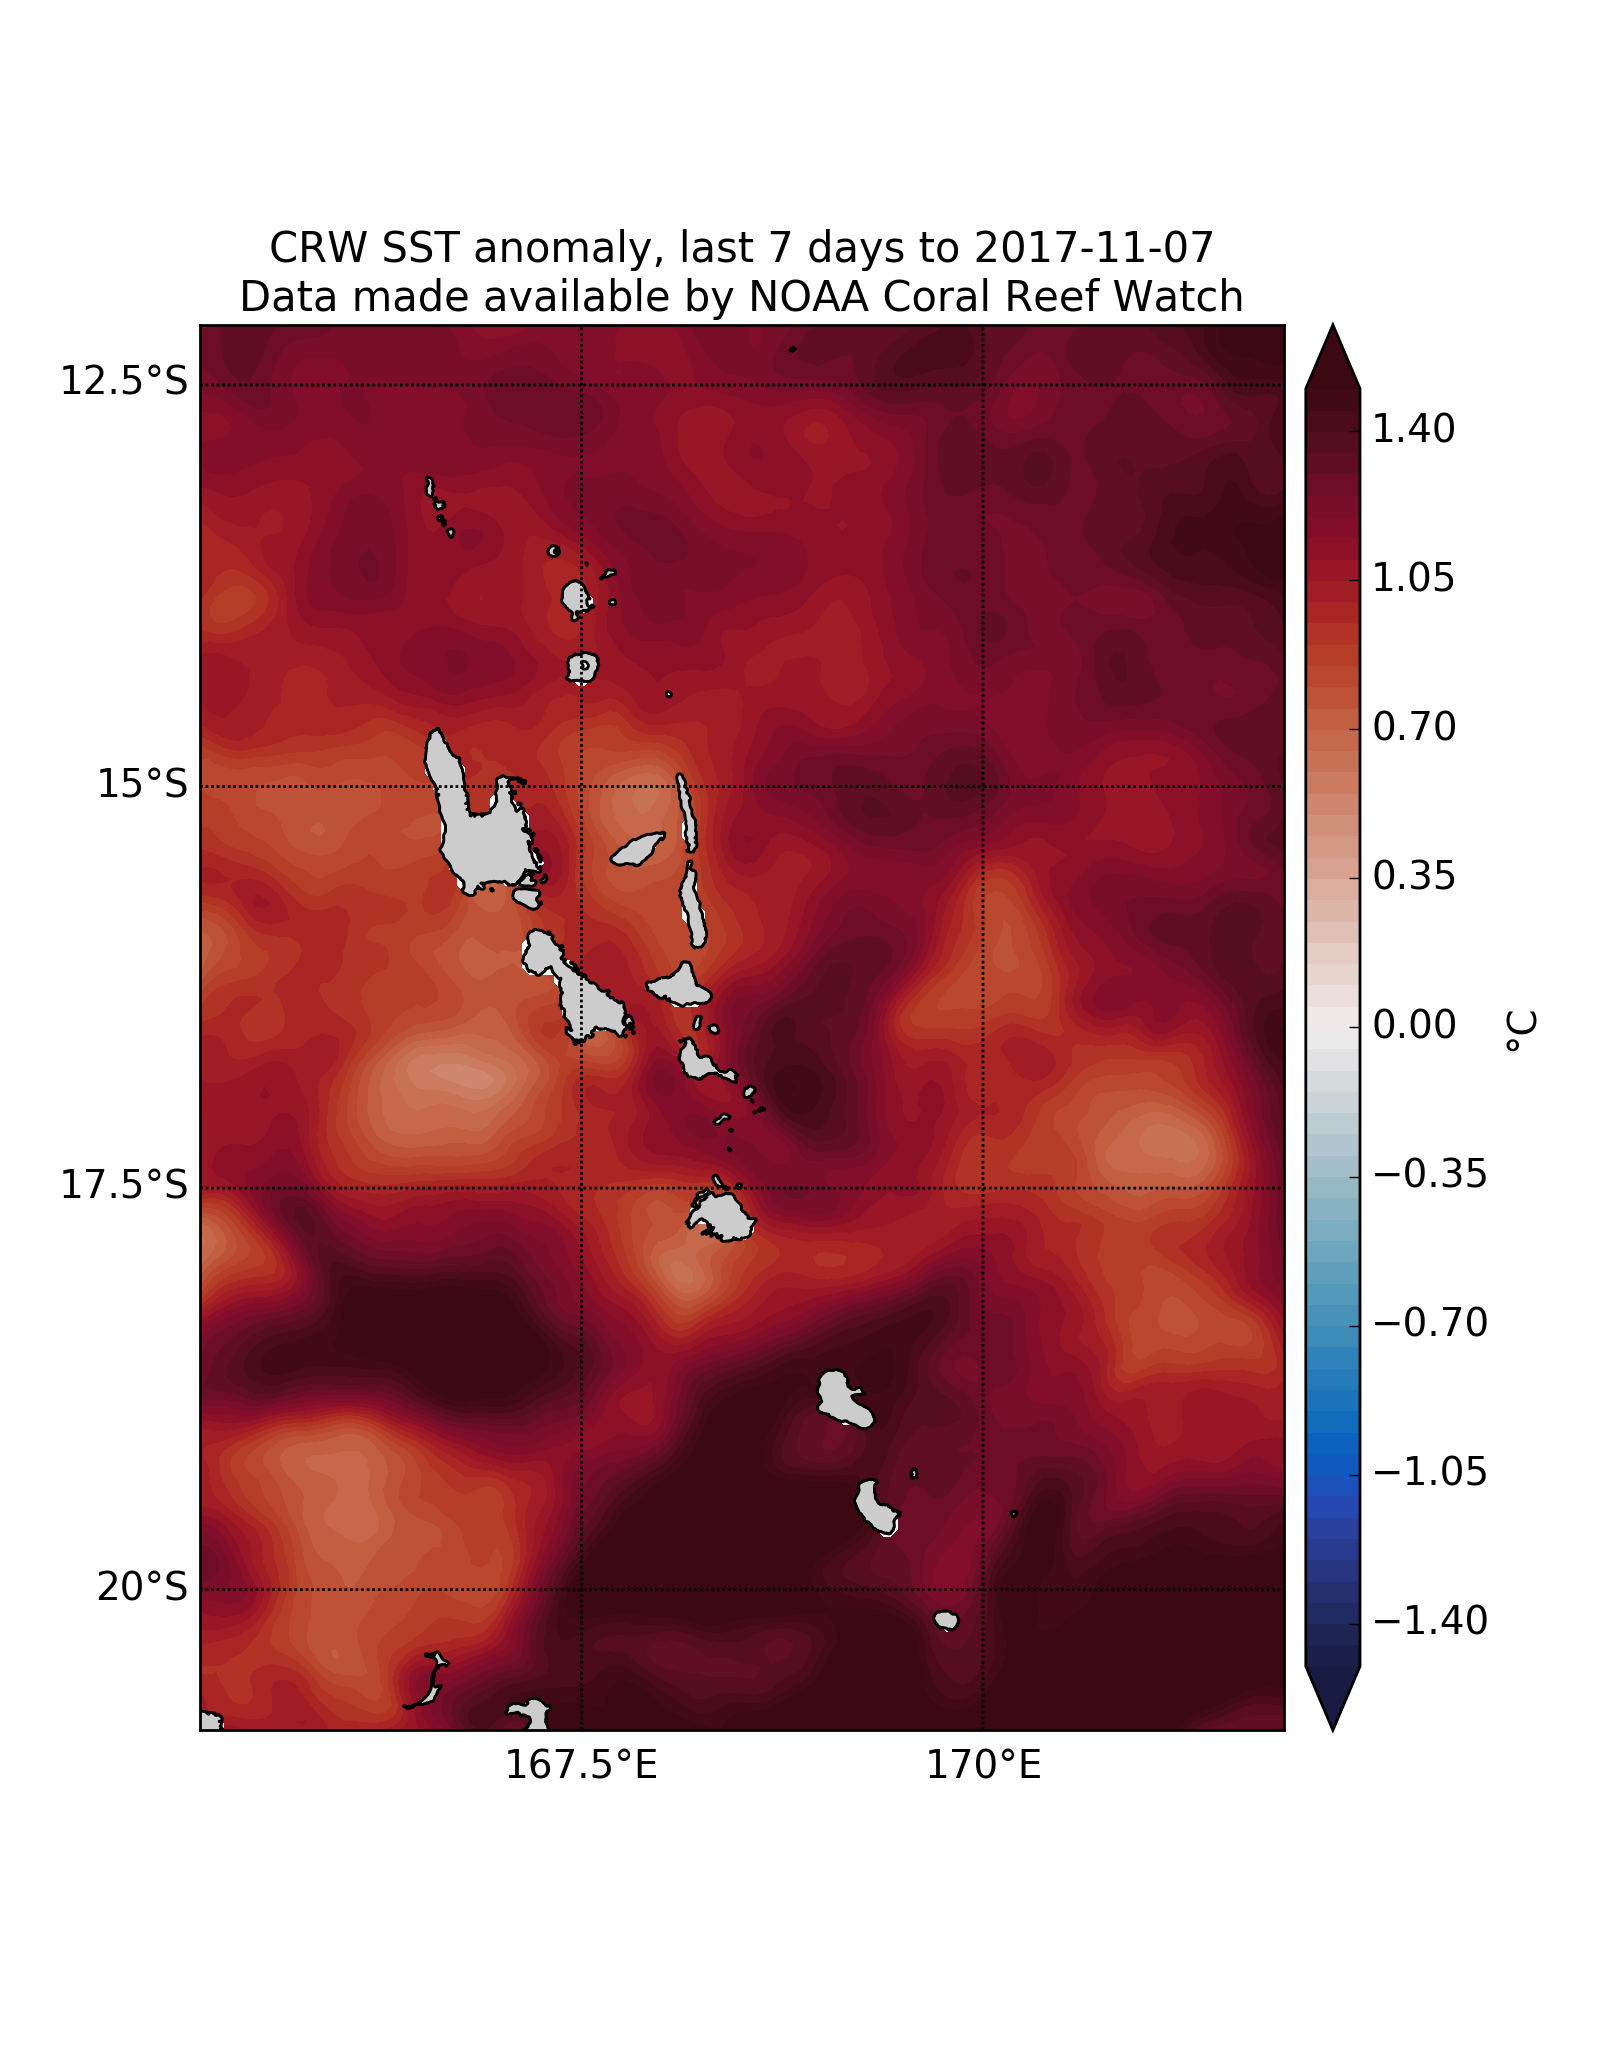 CRW SST anomaly, last 7 days to 2017-11-07
Data made available by NOAA Coral Reef Watch
12.5°S
15°S
17.5°S
20°S
167.5°E
170°E
1.40
1.05
0.70
0.35
0.00
−0.35
−0.70
−1.05
−1.40
°C